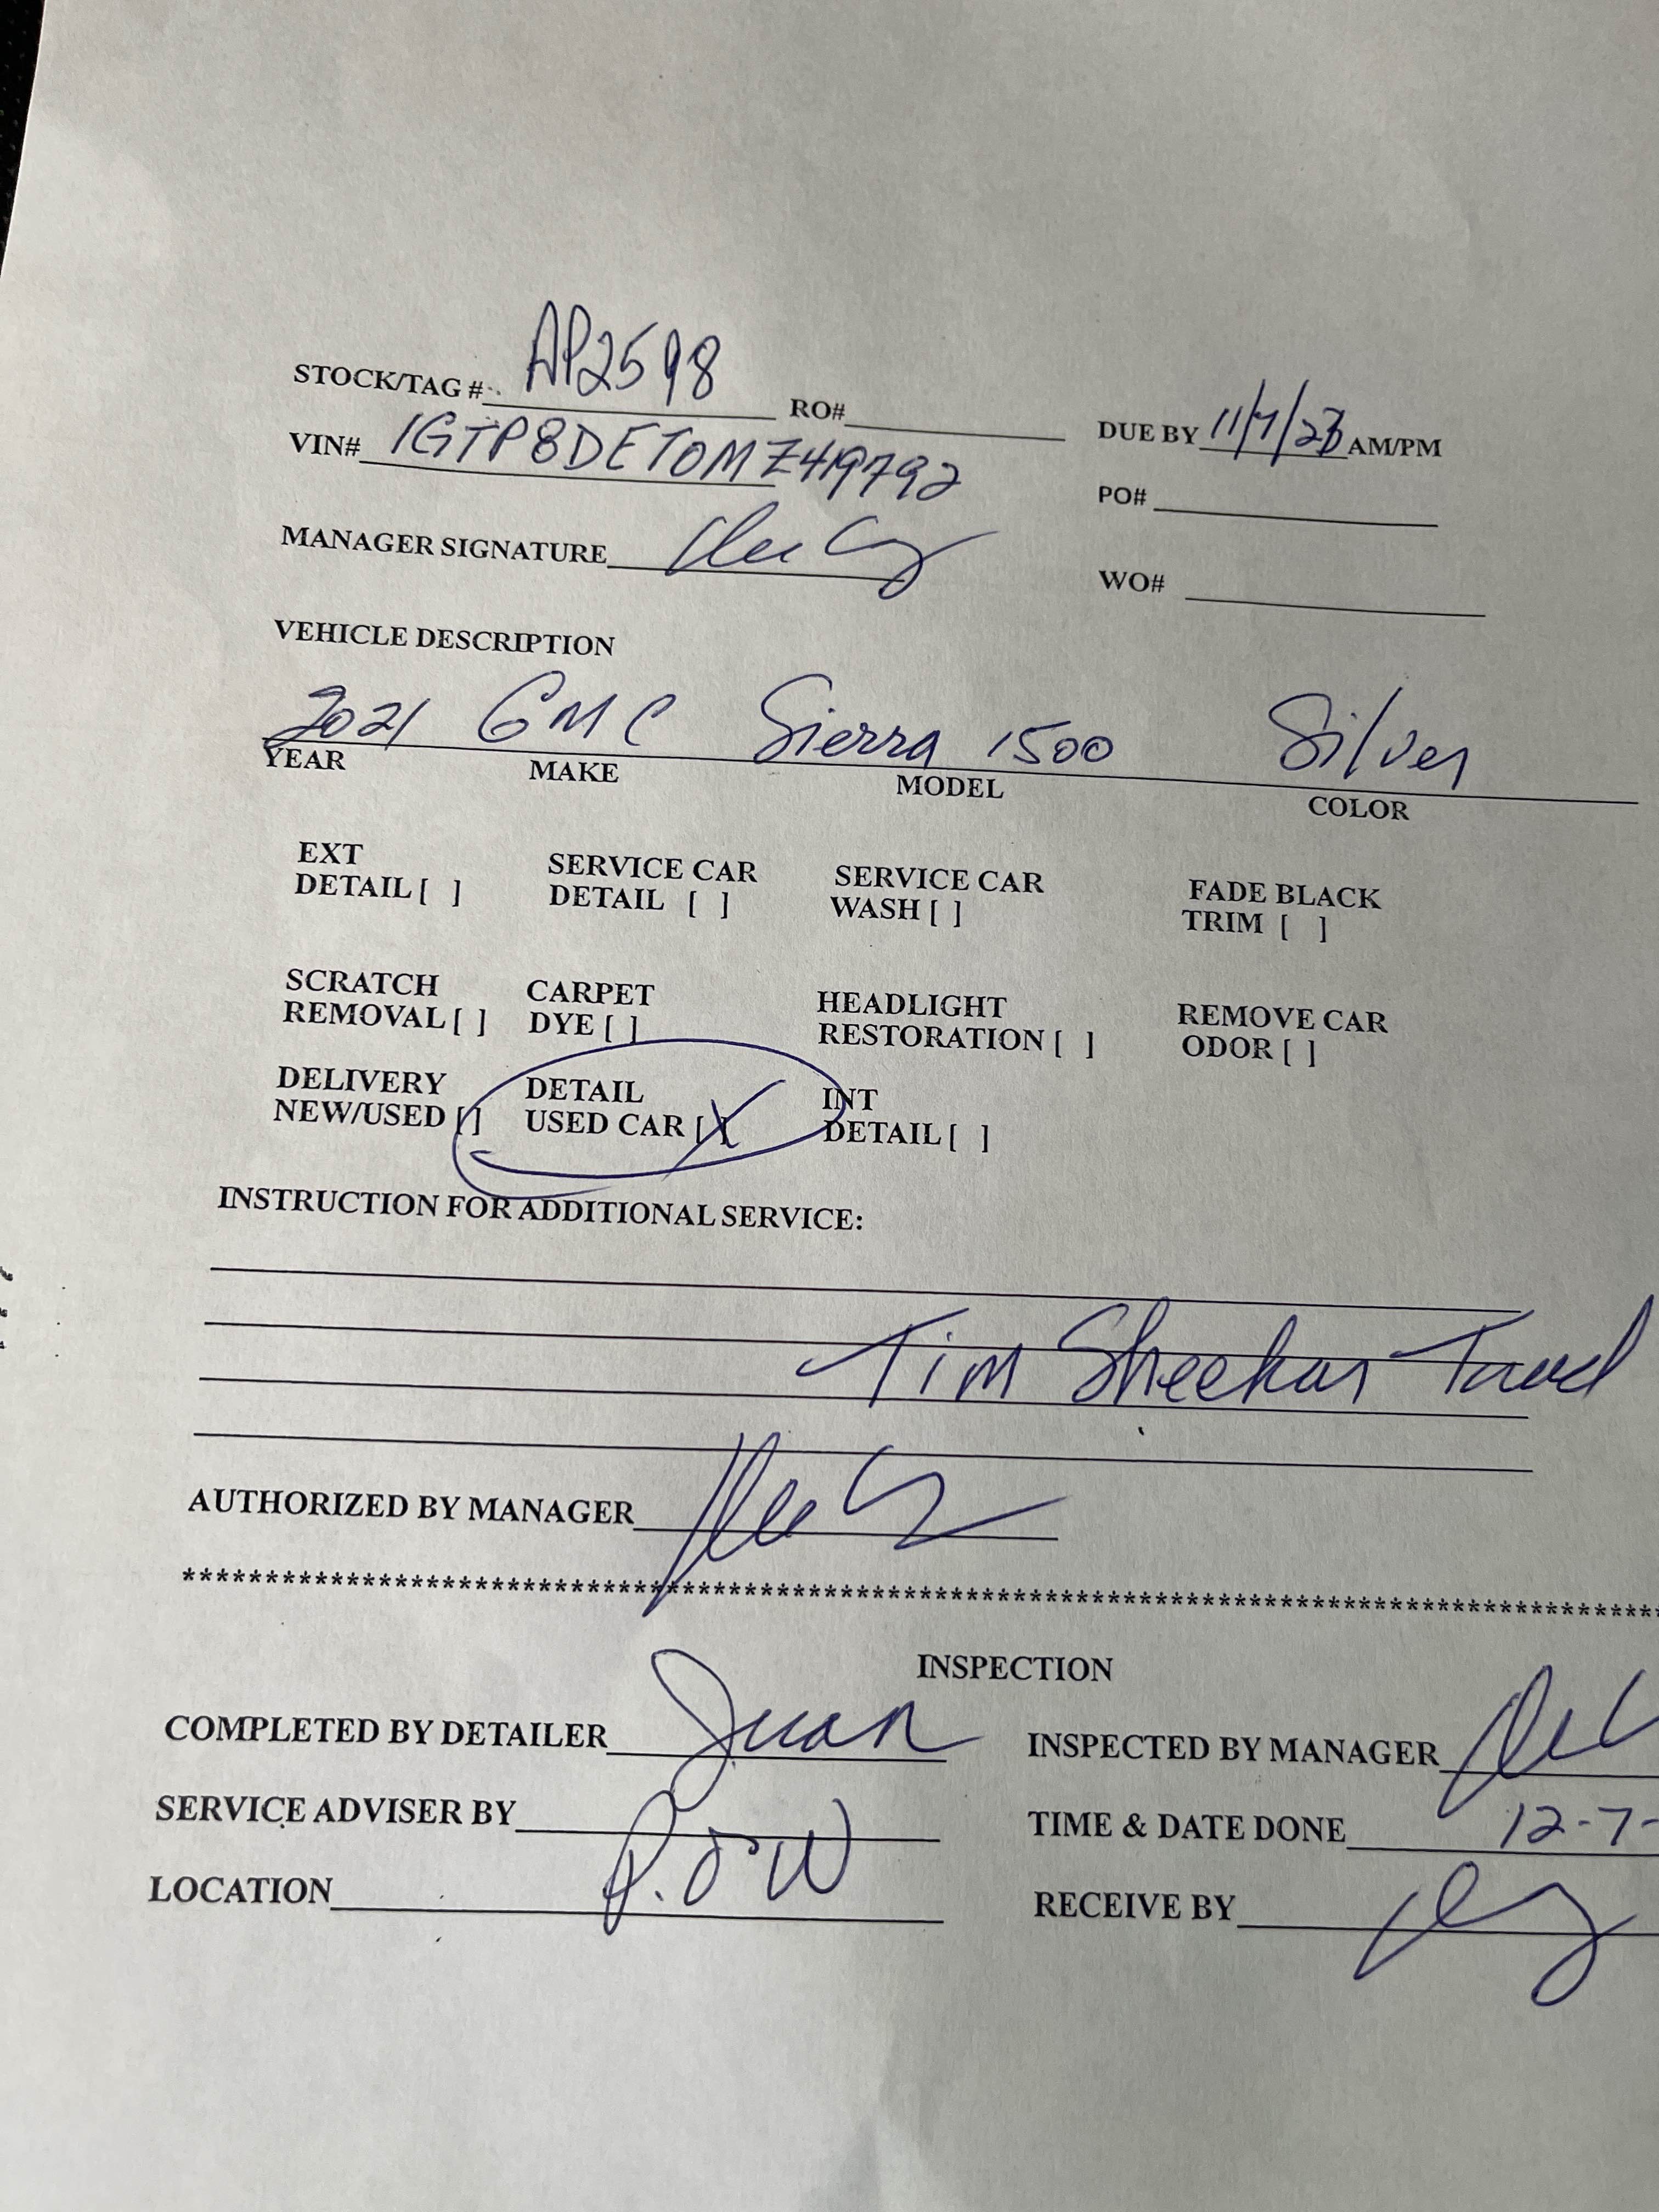 STOCK/TAG # AP2598 RO#
DUE BY 11/7/23 AM/PM
VIN# 1GTP8DET0MZ419792
PO#
MANAGER SIGNATURE
WO#
VEHICLE DESCRIPTION
2021 GMC Sierra 1500 Silver
YEAR MAKE MODEL COLOR
EXT SERVICE CAR SERVICE CAR FADE BLACK
DETAIL [ ] DETAIL [ ] WASH [ ] TRIM [ ]
SCRATCH CARPET HEADLIGHT REMOVE CAR
REMOVAL [ ] DYE [ ] RESTORATION [ ] ODOR [ ]
DELIVERY DETAIL INT
NEW/USED [ ] USED CAR [X] DETAIL [ ]
INSTRUCTION FOR ADDITIONAL SERVICE:
Tim
AUTHORIZED BY MANAGER
************************************************************************************
INSPECTION
COMPLETED BY DETAILER Juan INSPECTED BY MANAGER
SERVICE ADVISER BY TIME & DATE DONE 12-7-
LOCATION RECEIVE BY